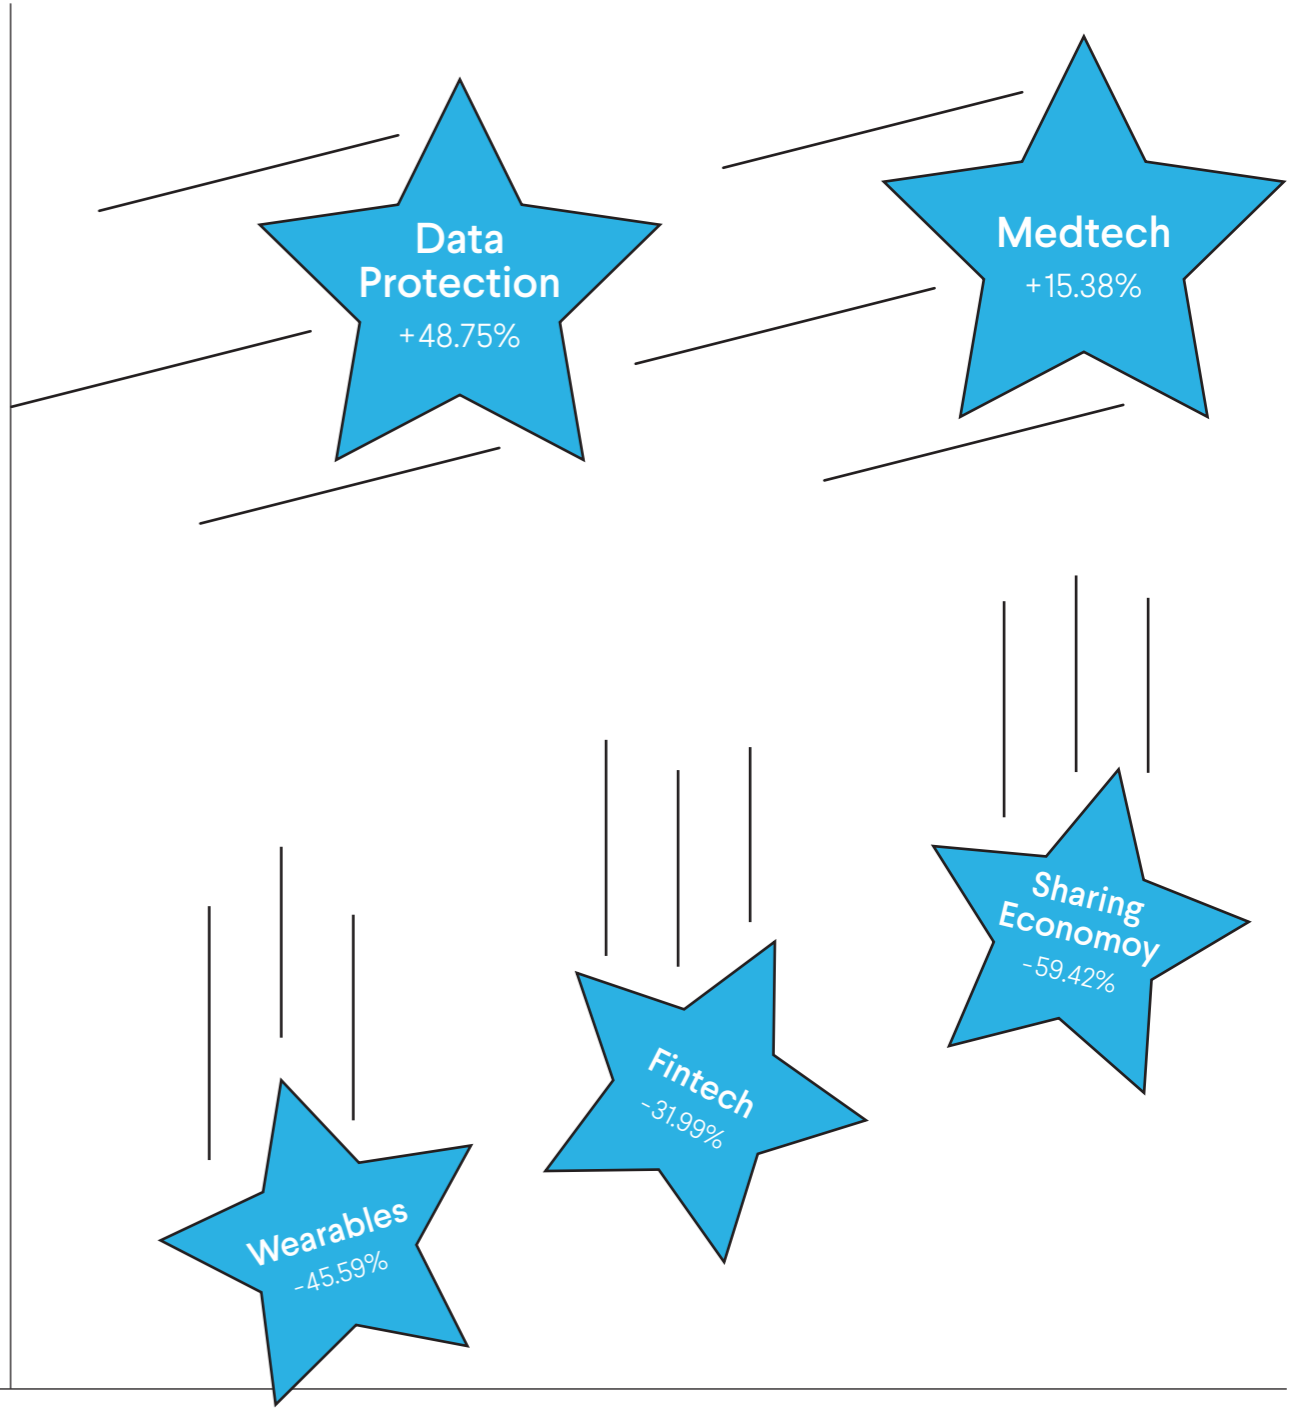 Data
Protection
+48.75%
Medtech
+15.38%
Sharing
Economoy
-59.42%
Fintech
-31.99%
Wearables
-45.59%